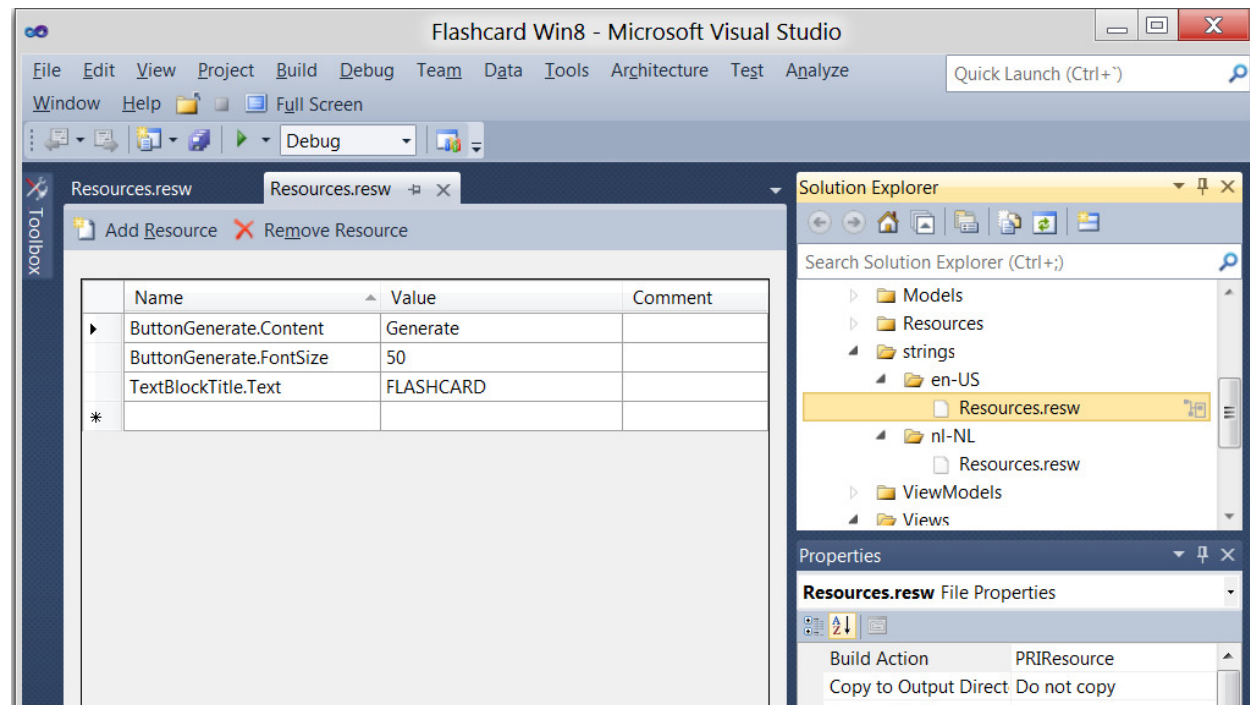 Flashcard Win8 - Microsoft Visual Studio
File Edit View Project Build Debug Team Data Tools Architecture Test Analyze
Quick Launch (Ctrl+`)
Window Help Full Screen
Debug
Toolbox
Resources.resw Resources.resw
Add Resource Remove Resource
Name Value Comment
ButtonGenerate.Content Generate
ButtonGenerate.FontSize 50
TextBlockTitle.Text FLASHCARD
Solution Explorer
Search Solution Explorer (Ctrl+;)
Models
Resources
strings
en-US
Resources.resw
nl-NL
Resources.resw
ViewModels
Views
Properties
Resources.resw File Properties
Build Action PRIResource
Copy to Output Direct Do not copy